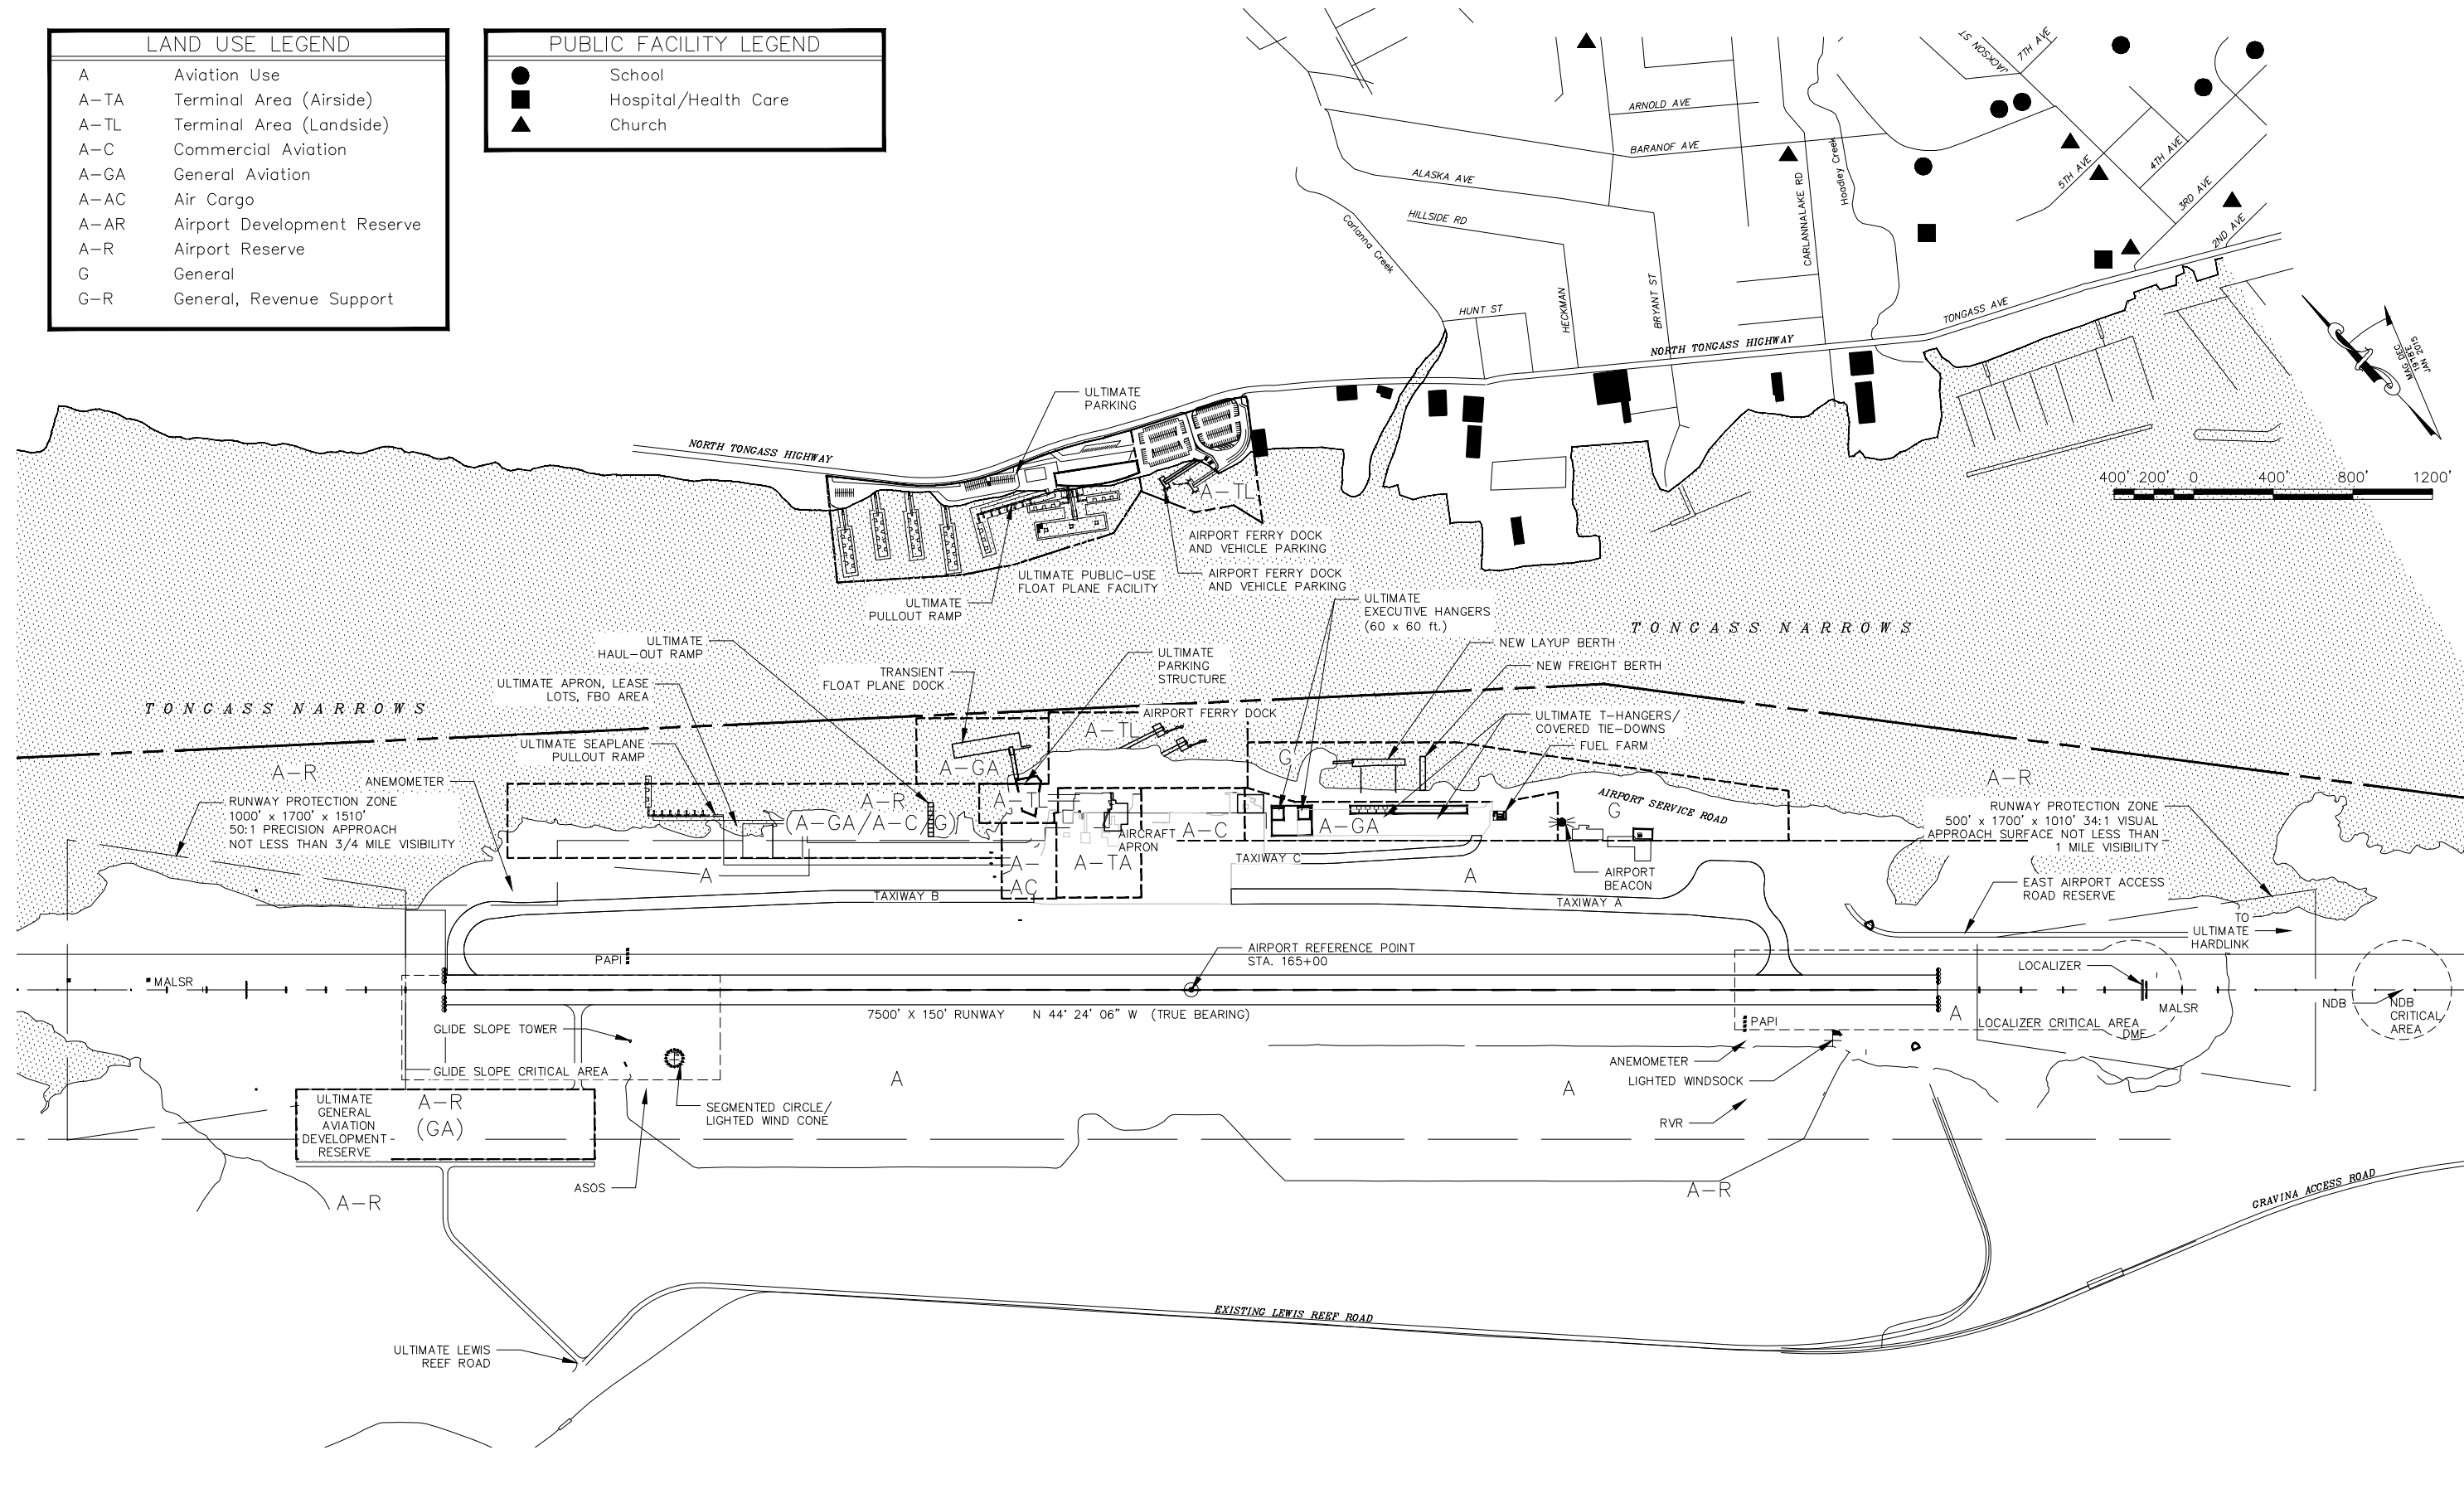 LAND USE LEGEND
A Aviation Use
A-TA Terminal Area (Airside)
A-TL Terminal Area (Landside)
A-C Commercial Aviation
A-GA General Aviation
A-AC Air Cargo
A-AR Airport Development Reserve
A-R Airport Reserve
G General
G-R General, Revenue Support
PUBLIC FACILITY LEGEND
School
Hospital/Health Care
Church
JACKSON ST
7TH AVE
ARNOLD AVE
BARANOF AVE
ALASKA AVE
HILLSIDE RD
Carlanna Creek
CARLANNALAKE RD
Hoadley Creek
5TH AVE
4TH AVE
3RD AVE
2ND AVE
HUNT ST
HECKMAN
BRYANT ST
NORTH TONGASS HIGHWAY
TONGASS AVE
MAG DEC
19°18'E
JAN 2015
400' 200' 0 400' 800' 1200'
ULTIMATE
PARKING
NORTH TONGASS HIGHWAY
A-TL
AIRPORT FERRY DOCK
AND VEHICLE PARKING
AIRPORT FERRY DOCK
AND VEHICLE PARKING
ULTIMATE PUBLIC-USE
FLOAT PLANE FACILITY
ULTIMATE
PULLOUT RAMP
ULTIMATE
EXECUTIVE HANGERS
(60 x 60 ft.)
TONGASS NARROWS
ULTIMATE
HAUL-OUT RAMP
NEW LAYUP BERTH
ULTIMATE
PARKING
STRUCTURE
NEW FREIGHT BERTH
TRANSIENT
FLOAT PLANE DOCK
ULTIMATE APRON, LEASE
LOTS, FBO AREA
TONGASS NARROWS
AIRPORT FERRY DOCK
A-TL
ULTIMATE T-HANGERS/
COVERED TIE-DOWNS
ULTIMATE SEAPLANE
PULLOUT RAMP
FUEL FARM
G
A-GA
A-R
ANEMOMETER
A-R
RUNWAY PROTECTION ZONE
1000' x 1700' x 1510'
50:1 PRECISION APPROACH
NOT LESS THAN 3/4 MILE VISIBILITY
A-R
(A-GA/A-C/G)
A-TL
AIRPORT SERVICE ROAD
G
RUNWAY PROTECTION ZONE
500' x 1700' x 1010' 34:1 VISUAL
APPROACH SURFACE NOT LESS THAN
1 MILE VISIBILITY
AIRCRAFT
APRON
A-C
A-GA
TAXIWAY C
A-TA
A-
AC
A
A
AIRPORT
BEACON
TAXIWAY B
TAXIWAY A
EAST AIRPORT ACCESS
ROAD RESERVE
TO
ULTIMATE
HARDLINK
PAPI
AIRPORT REFERENCE POINT
STA. 165+00
MALSR
LOCALIZER
MALSR
NDB
NDB
CRITICAL
AREA
7500' X 150' RUNWAY N 44° 24' 06" W (TRUE BEARING)
A
PAPI
LOCALIZER CRITICAL AREA
DME
GLIDE SLOPE TOWER
ANEMOMETER
GLIDE SLOPE CRITICAL AREA
LIGHTED WINDSOCK
A
A
ULTIMATE
GENERAL
AVIATION
DEVELOPMENT
RESERVE
A-R
(GA)
SEGMENTED CIRCLE/
LIGHTED WIND CONE
RVR
ASOS
A-R
A-R
GRAVINA ACCESS ROAD
EXISTING LEWIS REEF ROAD
ULTIMATE LEWIS
REEF ROAD